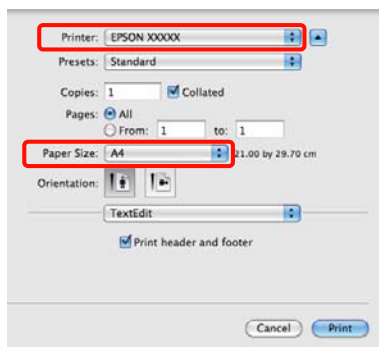 Printer: EPSON XXXXX
Presets: Standard
Copies: 1 Collated
Pages: All
From: 1 to: 1
Paper Size: A4 21.00 by 29.70 cm
Orientation:
TextEdit
Print header and footer
Cancel Print